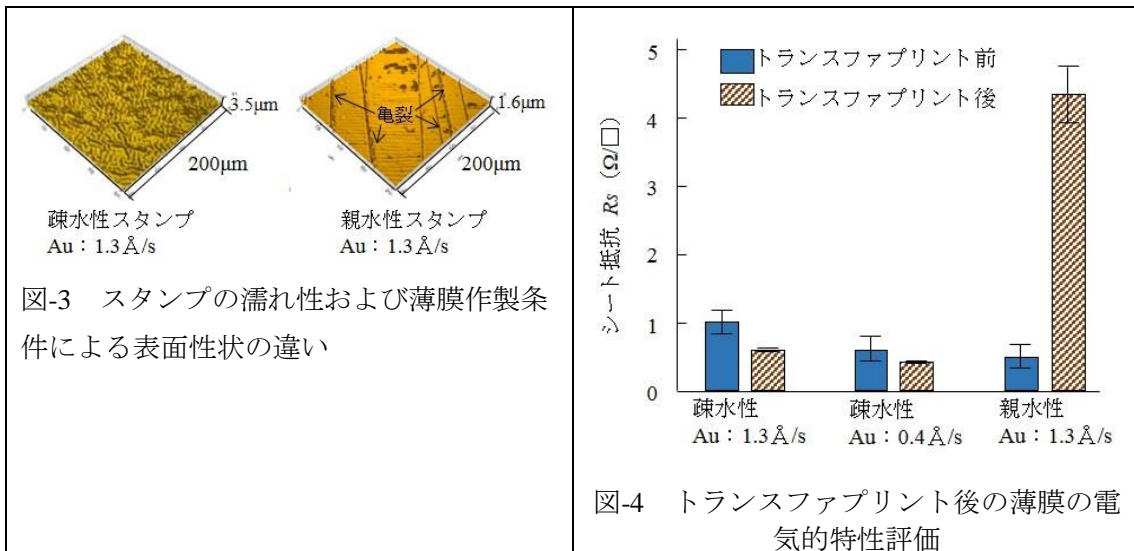 3.5μm
200μm
疎水性スタンプ
Au：1.3Å/s
亀裂
1.6μm
200μm
親水性スタンプ
Au：1.3Å/s
図-3　スタンプの濡れ性および薄膜作製条
件による表面性状の違い
トランスファプリント前
トランスファプリント後
シート抵抗 Rs（Ω/□）
5
4
3
2
1
0
疎水性
Au：1.3Å/s
疎水性
Au：0.4Å/s
親水性
Au：1.3Å/s
図-4　トランスファプリント後の薄膜の電
気的特性評価